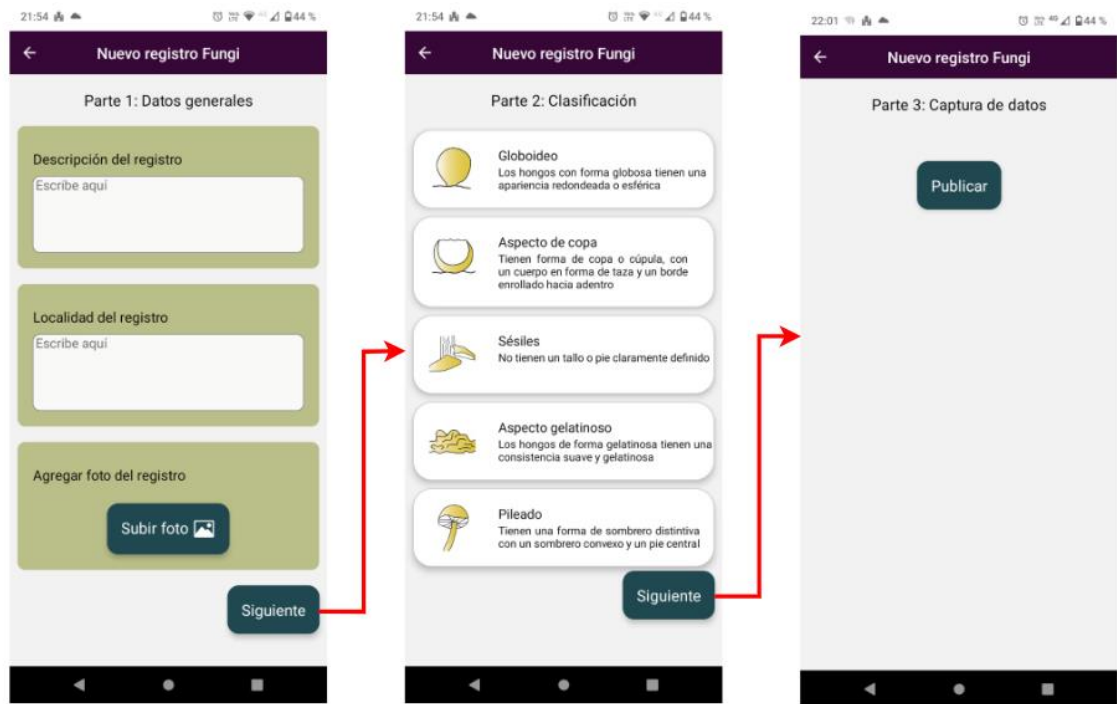 21:54
44 %
Nuevo registro Fungi
Parte 1: Datos generales
Descripción del registro
Escribe aquí
Localidad del registro
Escribe aquí
Agregar foto del registro
Subir foto
Siguiente
21:54
44 %
Nuevo registro Fungi
Parte 2: Clasificación
Globoideo
Los hongos con forma globosa tienen una
apariencia redondeada o esférica
Aspecto de copa
Tienen forma de copa o cúpula, con
un cuerpo en forma de taza y un borde
enrollado hacia adentro
Sésiles
No tienen un tallo o pie claramente definido
Aspecto gelatinoso
Los hongos de forma gelatinosa tienen una
consistencia suave y gelatinosa
Pileado
Tienen una forma de sombrero distintiva
con un sombrero convexo y un pie central
Siguiente
22:01
4G 44 %
Nuevo registro Fungi
Parte 3: Captura de datos
Publicar